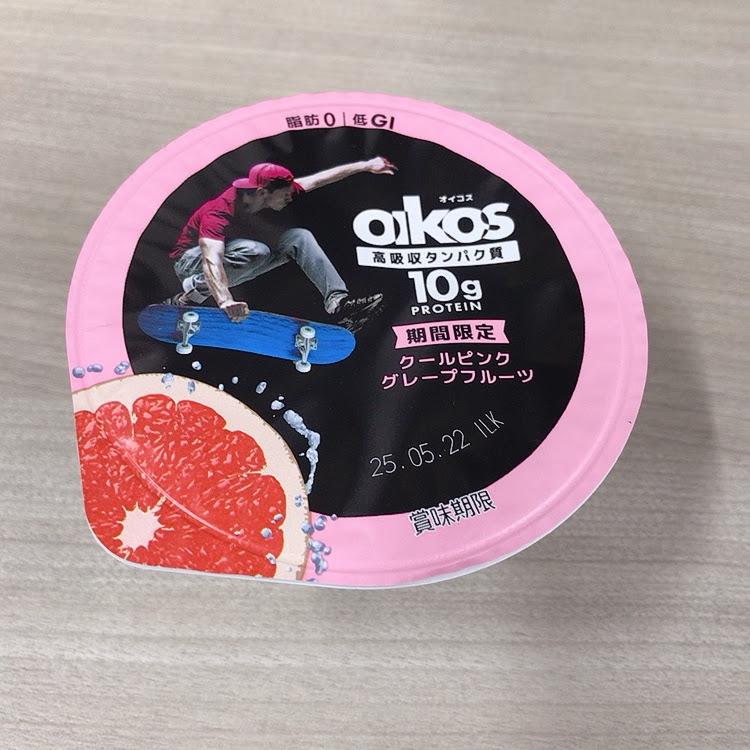 脂肪0|低GI
オイコス
oikos
高吸収タンパク質
10g
PROTEIN
期間限定
クールピンク
グレープフルーツ
25.05.22 ILK
賞味期限